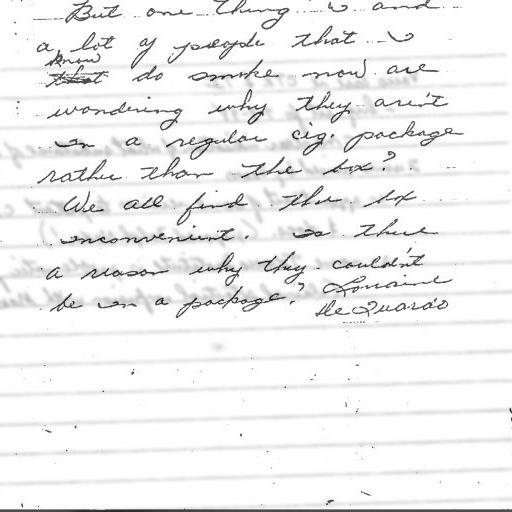 But one thing I and
a lot of people that I
know do smoke now are
wondering why they aren't
in a regular cig. package
rather than the box?
We all find the box
inconvenient. Is there
a reason why they couldn't
be in a package? Lorraine